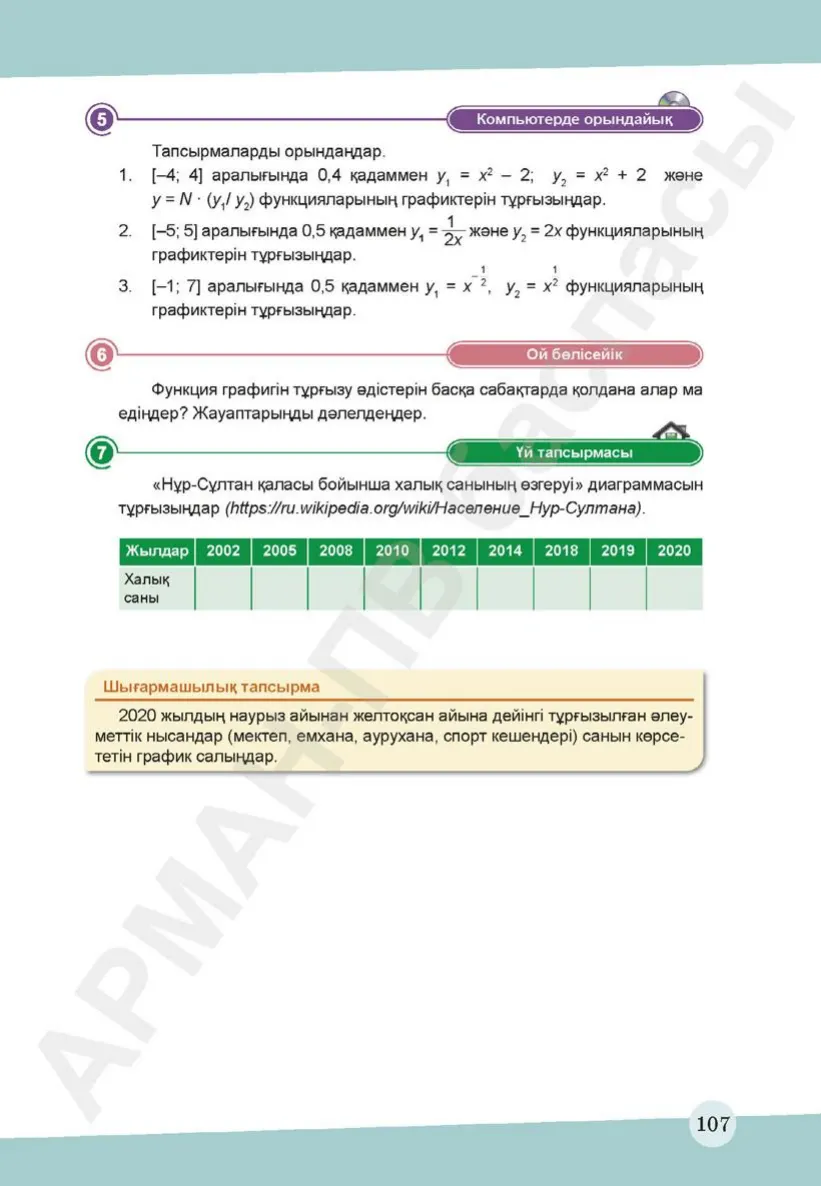 5
Компьютерде орындайық
Тапсырмаларды орындаңдар.
1. [–4; 4] аралығында 0,4 қадаммен y₁ = x² – 2; y₂ = x² + 2 және
y = N · (y₁/ y₂) функцияларының графиктерін тұрғызыңдар.
2. [–5; 5] аралығында 0,5 қадаммен y₁ = 1/2x және y₂ = 2x функцияларының
графиктерін тұрғызыңдар.
3. [–1; 7] аралығында 0,5 қадаммен y₁ = x^(–1/2), y₂ = x^(1/2) функцияларының
графиктерін тұрғызыңдар.
6
Ой бөлісейік
Функция графигін тұрғызу әдістерін басқа сабақтарда қолдана алар ма
едіңдер? Жауаптарыңды дәлелдеңдер.
7
Үй тапсырмасы
«Нұр-Сұлтан қаласы бойынша халық санының өзгеруі» диаграммасын
тұрғызыңдар (https://ru.wikipedia.org/wiki/Население_Нур-Султана).
Жылдар 2002 2005 2008 2010 2012 2014 2018 2019 2020
Халық
саны
Шығармашылық тапсырма
2020 жылдың наурыз айынан желтоқсан айына дейінгі тұрғызылған әлеу-
меттік нысандар (мектеп, емхана, аурухана, спорт кешендері) санын көрсе-
тетін график салыңдар.
АРМАН-ПВ баспасы
107